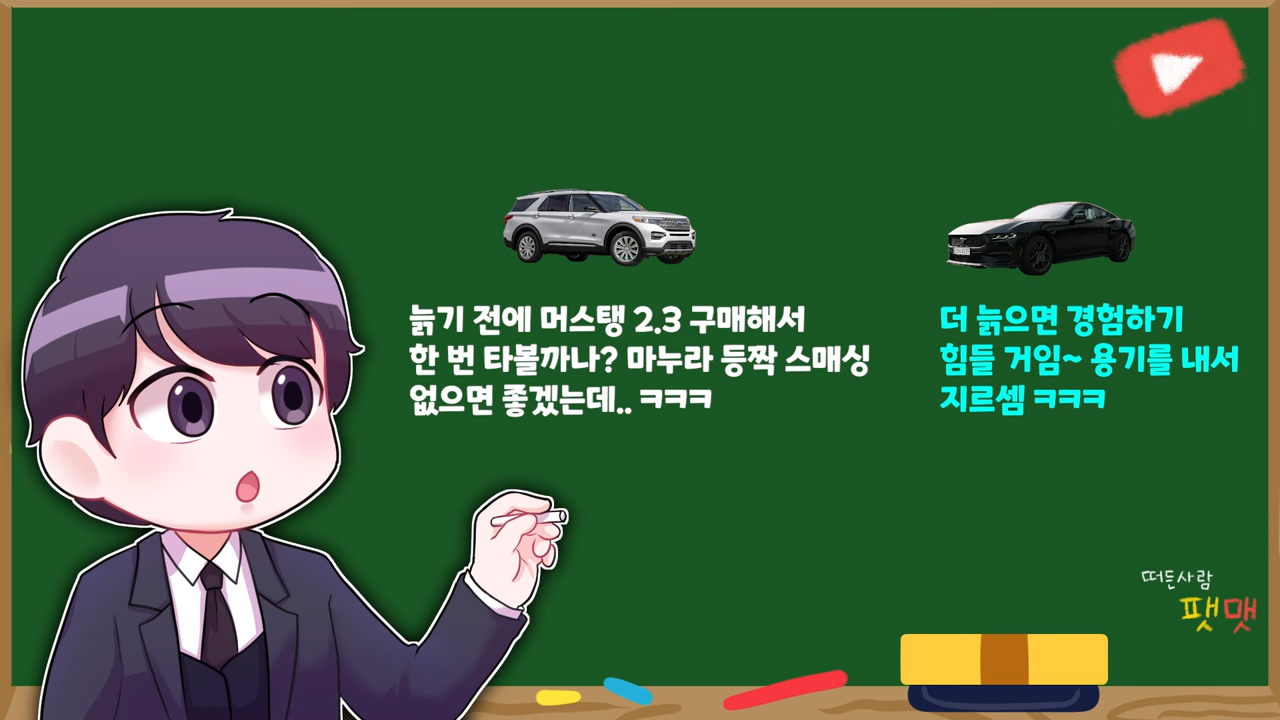 늙기 전에 머스탱 2.3 구매해서
한 번 타볼까나? 마누라 등짝 스매싱
없으면 좋겠는데.. ㅋㅋㅋ
더 늙으면 경험하기
힘들 거임~ 용기를 내서
지르셈 ㅋㅋㅋ
떠든사람
팻맷